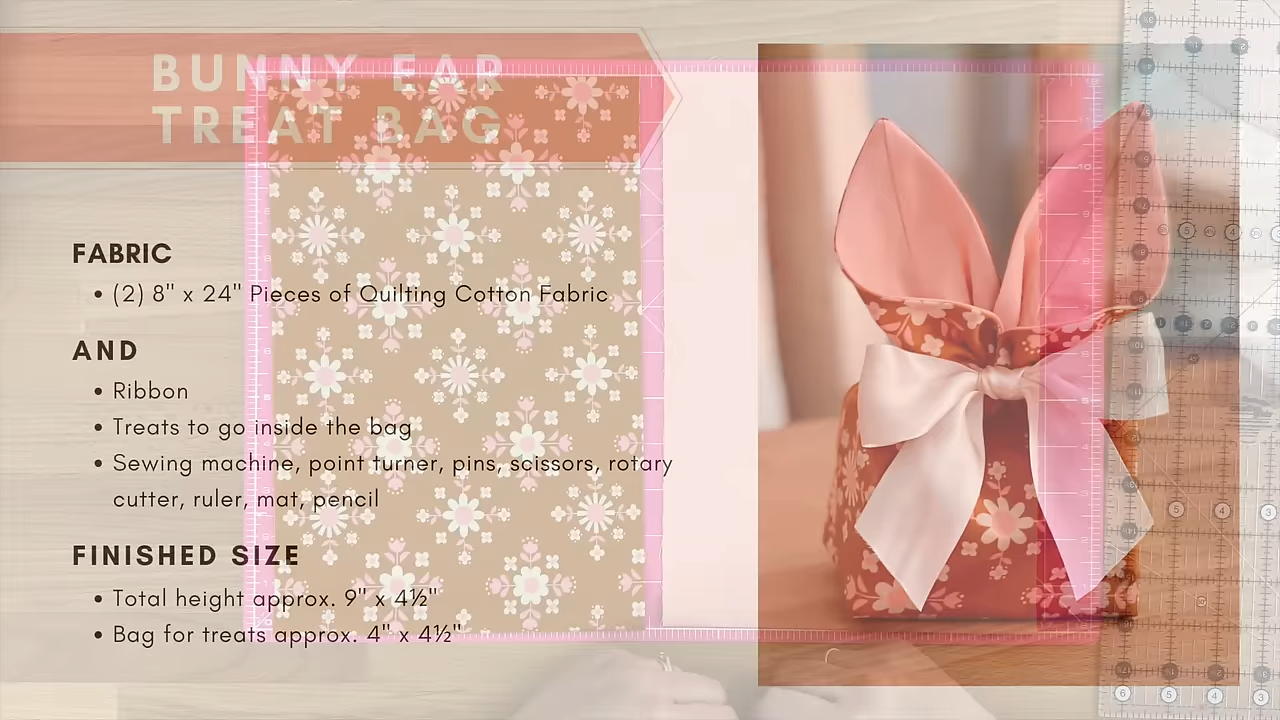 BUNNY EAR
TREAT BAG
FABRIC
• (2) 8" x 24" Pieces of Quilting Cotton Fabric
AND
• Ribbon
• Treats to go inside the bag
• Sewing machine, point turner, pins, scissors, rotary
cutter, ruler, mat, pencil
FINISHED SIZE
• Total height approx. 9" x 4½"
• Bag for treats approx. 4" x 4½"